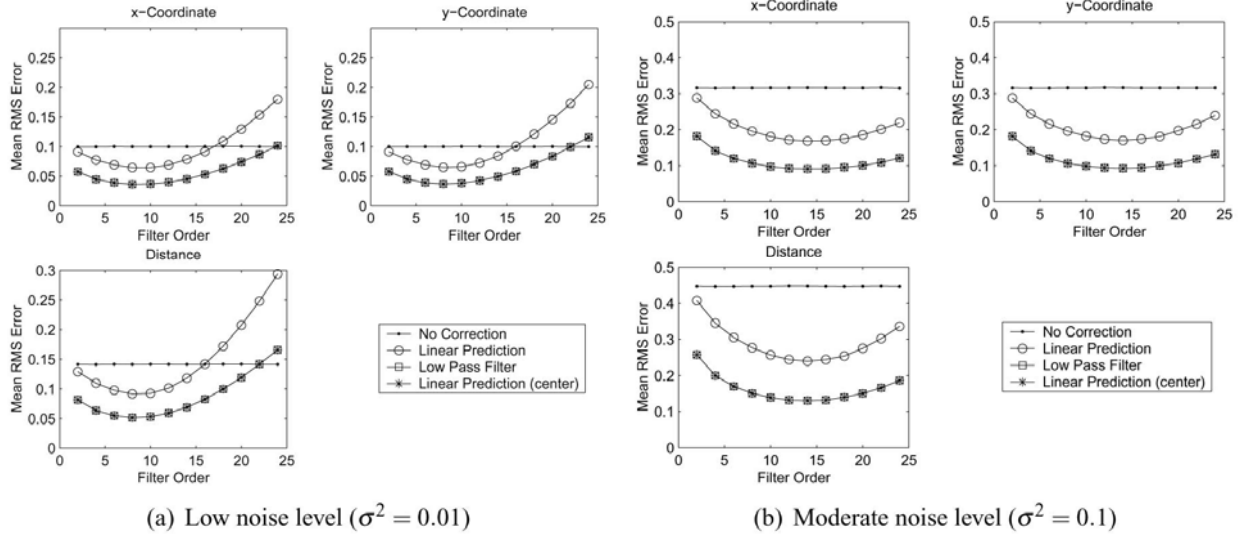 x−Coordinate
Mean RMS Error
0.25
0.2
0.15
0.1
0.05
0
0 5 10 15 20 25
Filter Order
y−Coordinate
Mean RMS Error
0.25
0.2
0.15
0.1
0.05
0
0 5 10 15 20 25
Filter Order
Distance
Mean RMS Error
0.3
0.25
0.2
0.15
0.1
0.05
0
0 5 10 15 20 25
Filter Order
No Correction
Linear Prediction
Low Pass Filter
Linear Prediction (center)
(a) Low noise level (σ² = 0.01)
x−Coordinate
Mean RMS Error
0.5
0.4
0.3
0.2
0.1
0
0 5 10 15 20 25
Filter Order
y−Coordinate
Mean RMS Error
0.5
0.4
0.3
0.2
0.1
0
0 5 10 15 20 25
Filter Order
Distance
Mean RMS Error
0.5
0.4
0.3
0.2
0.1
0
0 5 10 15 20 25
Filter Order
No Correction
Linear Prediction
Low Pass Filter
Linear Prediction (center)
(b) Moderate noise level (σ² = 0.1)